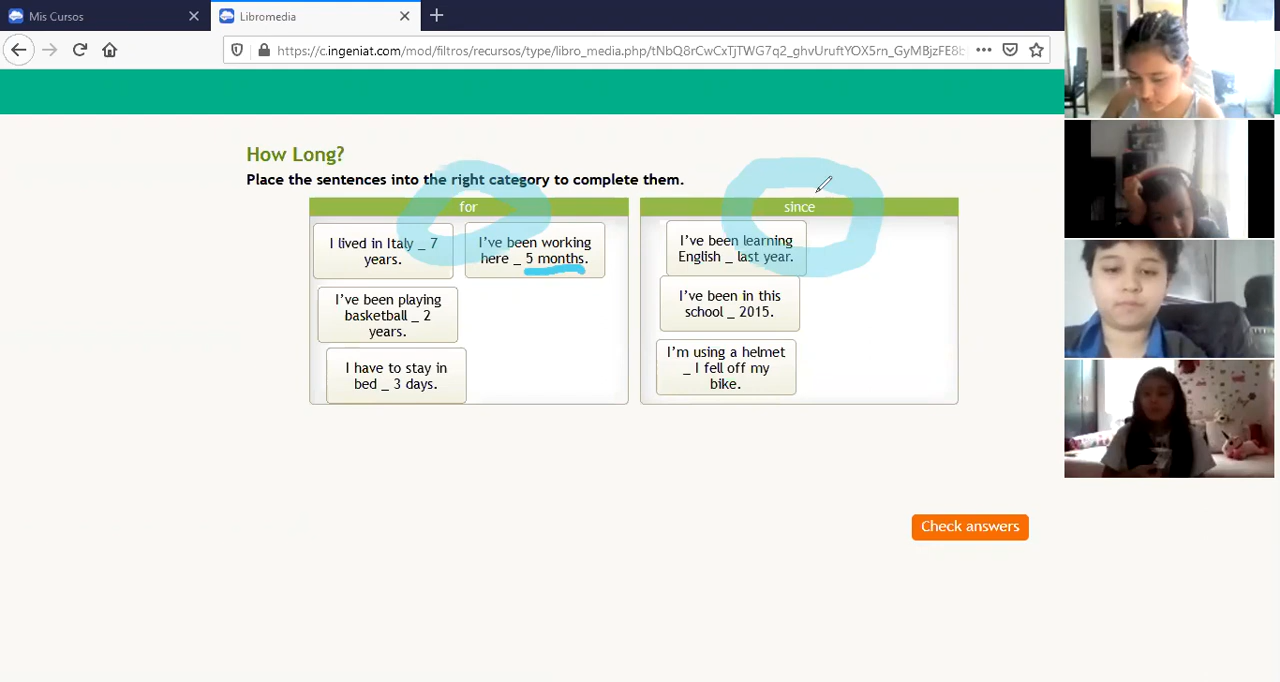 Mis Cursos
Libromedia
https://c.ingeniat.com/mod/filtros/recursos/type/libro_media.php/tNbQ8rCwCxTjTWG7q2_ghvUruftYOX5rn_GyMBjzFE8b
How Long?
Place the sentences into the right category to complete them.
for
I lived in Italy _ 7
years.
I've been working
here _ 5 months.
I've been playing
basketball _ 2
years.
I have to stay in
bed _ 3 days.
since
I've been learning
English _ last year.
I've been in this
school _ 2015.
I'm using a helmet
_ I fell off my
bike.
Check answers